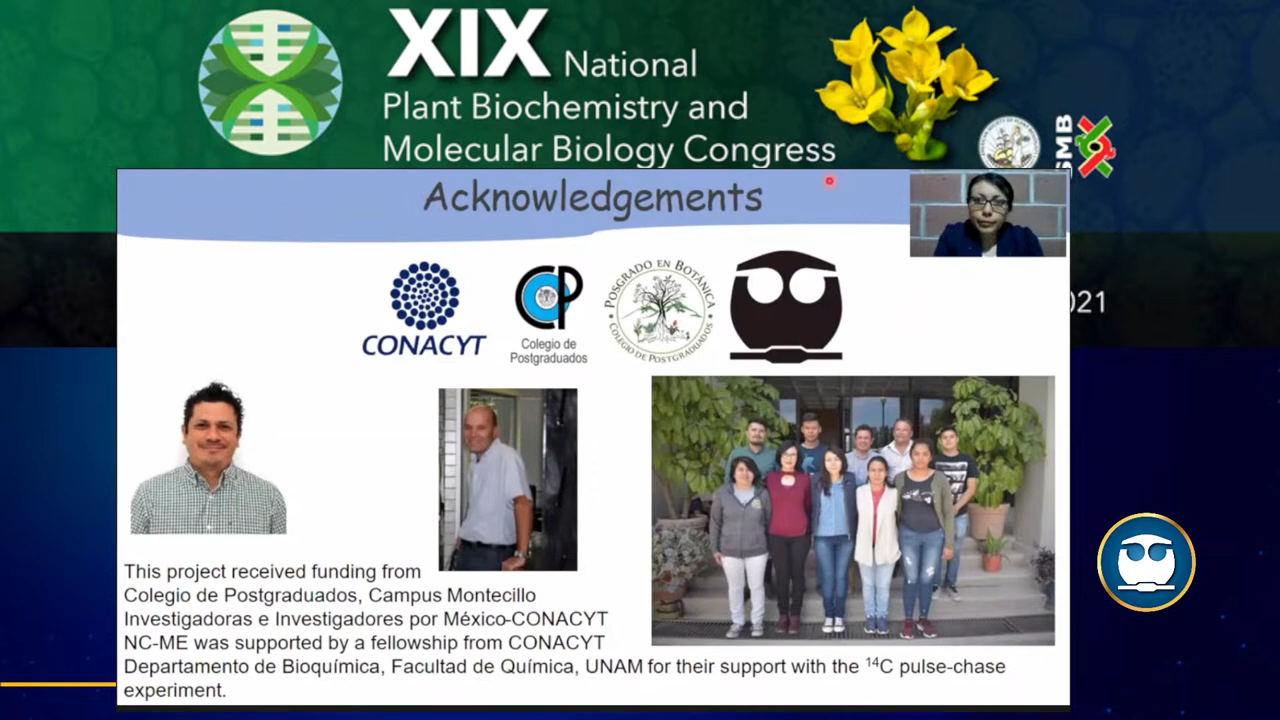 XIX National
Plant Biochemistry and
Molecular Biology Congress
SMB
021
Acknowledgements
CONACYT
CP
Colegio de
Postgraduados
POSGRADO EN BOTÁNICA
COLEGIO DE POSTGRADUADOS
This project received funding from
Colegio de Postgraduados, Campus Montecillo
Investigadoras e Investigadores por México-CONACYT
NC-ME was supported by a fellowship from CONACYT
Departamento de Bioquímica, Facultad de Química, UNAM for their support with the ¹⁴C pulse-chase
experiment.